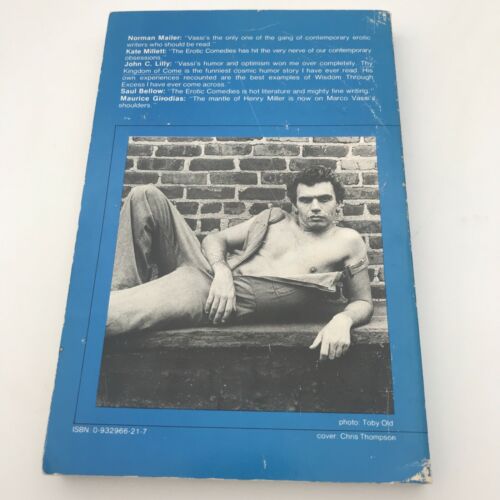 Norman Mailer: "Vassi's the only one of the gang of contemporary erotic
writers who should be read."
Kate Millett: "The Erotic Comedies has hit the very nerve of our contemporary
obsessions."
John C. Lilly: "Vassi's humor and optimism won me over completely. Thy
Kingdom of Come is the funniest cosmic humor story I have ever read. His
own experiences recounted are the best examples of Wisdom Through
Excess I have ever come across."
Saul Bellow: "The Erotic Comedies is hot literature and mighty fine writing."
Maurice Girodias: "The mantle of Henry Miller is now on Marco Vassi's
shoulders."
photo: Toby Old
ISBN 0-932966-21-7
cover: Chris Thompson